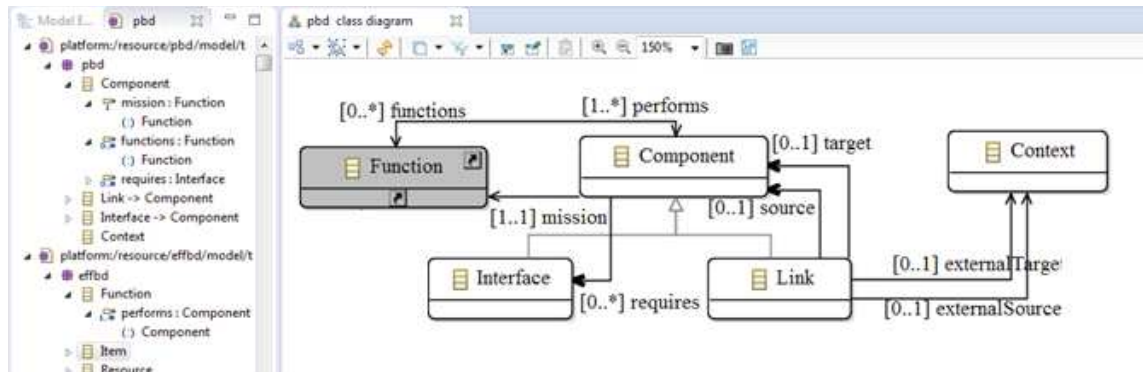 Model E...
pbd
platform:/resource/pbd/model/t
pbd
Component
mission : Function
Function
functions : Function
Function
requires : Interface
Link -> Component
Interface -> Component
Context
platform:/resource/effbd/model/t
effbd
Function
performs : Component
Component
Item
Resource
pbd class diagram
150%
[0..*] functions
[1..*] performs
Function
Component
[0..1] target
Context
[1..1] mission
[0..1] source
Interface
Link
[0..1] externalTarge
[0..*] requires
[0..1] externalSource